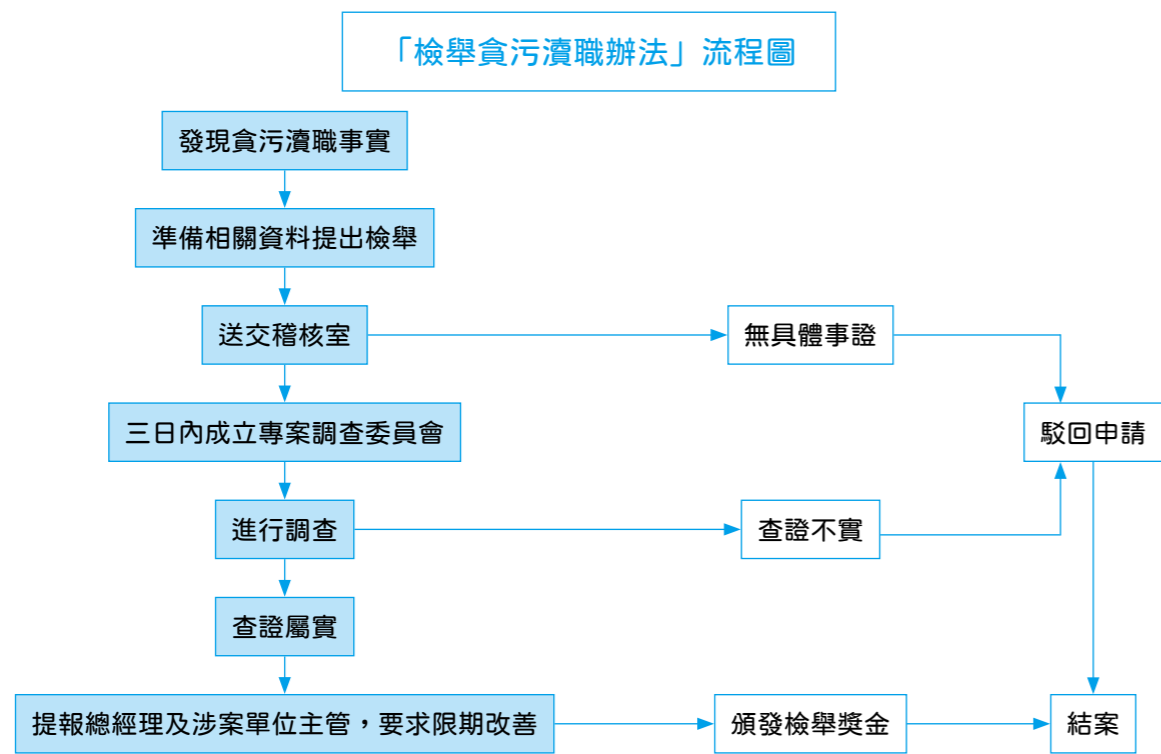 「檢舉貪污瀆職辦法」流程圖
發現貪污瀆職事實
準備相關資料提出檢舉
送交稽核室
無具體事證
三日內成立專案調查委員會
駁回申請
進行調查
查證不實
查證屬實
提報總經理及涉案單位主管，要求限期改善
頒發檢舉獎金
結案